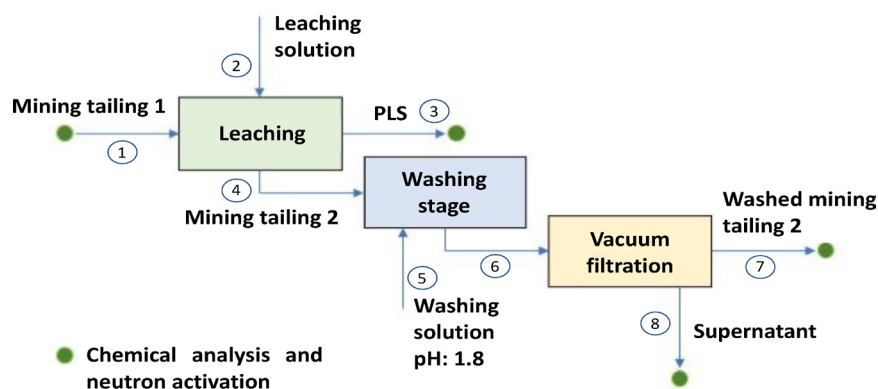 Leaching
solution
2
Mining tailing 1
PLS
3
Leaching
1
4
Mining tailing 2
Washing
stage
Washed mining
tailing 2
Vacuum
filtration
5
6
7
Washing
solution
pH: 1.8
8
Supernatant
Chemical analysis and
neutron activation